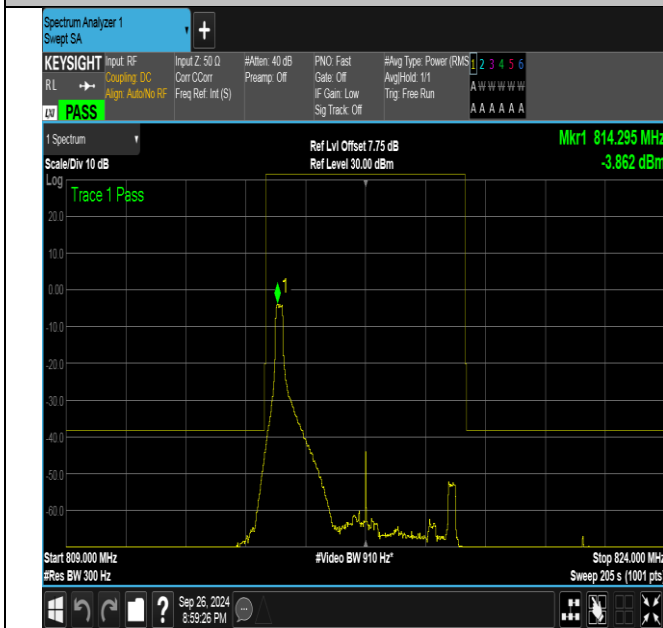 Spectrum Analyzer 1
Swept SA
+
KEYSIGHT
RL
LXI PASS
Input: RF
Coupling: DC
Align: Auto/No RF
Input Z: 50 Ω
Corr CCorr
Freq Ref: Int (S)
#Atten: 40 dB
Preamp: Off
PNO: Fast
Gate: Off
IF Gain: Low
Sig Track: Off
#Avg Type: Power (RMS
Avg|Hold: 1/1
Trig: Free Run
1 2 3 4 5 6
A W W W W W
A A A A A A
1 Spectrum
Scale/Div 10 dB
Ref Lvl Offset 7.75 dB
Ref Level 30.00 dBm
Mkr1 814.295 MHz
-3.862 dBm
Log
Trace 1 Pass
20.0
10.0
0.00
1
-10.0
-20.0
-30.0
-40.0
-50.0
-60.0
Start 809.000 MHz
#Res BW 300 Hz
#Video BW 910 Hz*
Stop 824.000 MHz
Sweep 205 s (1001 pts)
?
Sep 26, 2024
8:59:26 PM